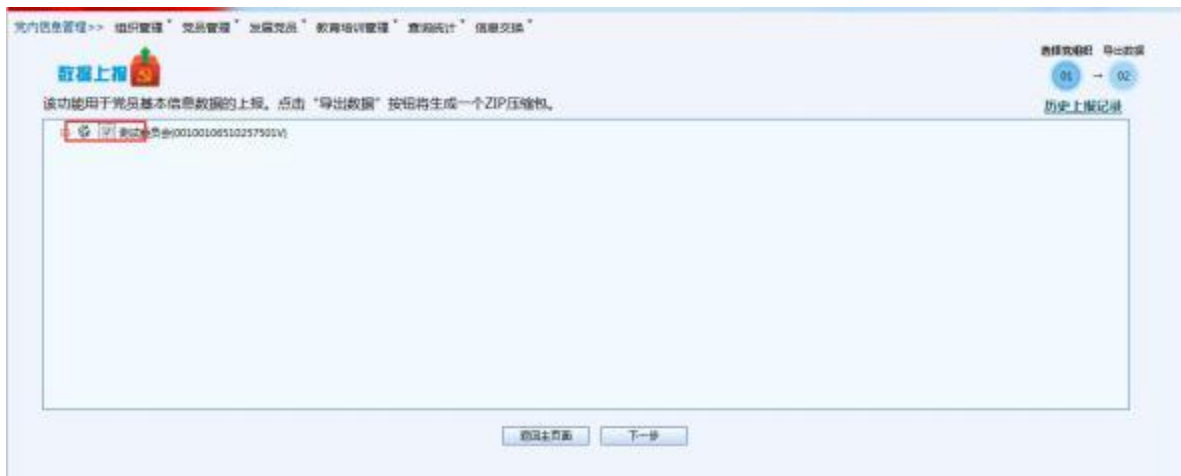 党内信息管理>> 组织管理 党员管理 发展党员 教育培训管理 查询统计 信息交换
选择党组织 导出数据
数据上报
01 → 02
该功能用于党员基本信息数据的上报。点击“导出数据”按钮将生成一个ZIP压缩包。
历史上报记录
测试委员会(00100106510257501V)
返回主页面 下一步